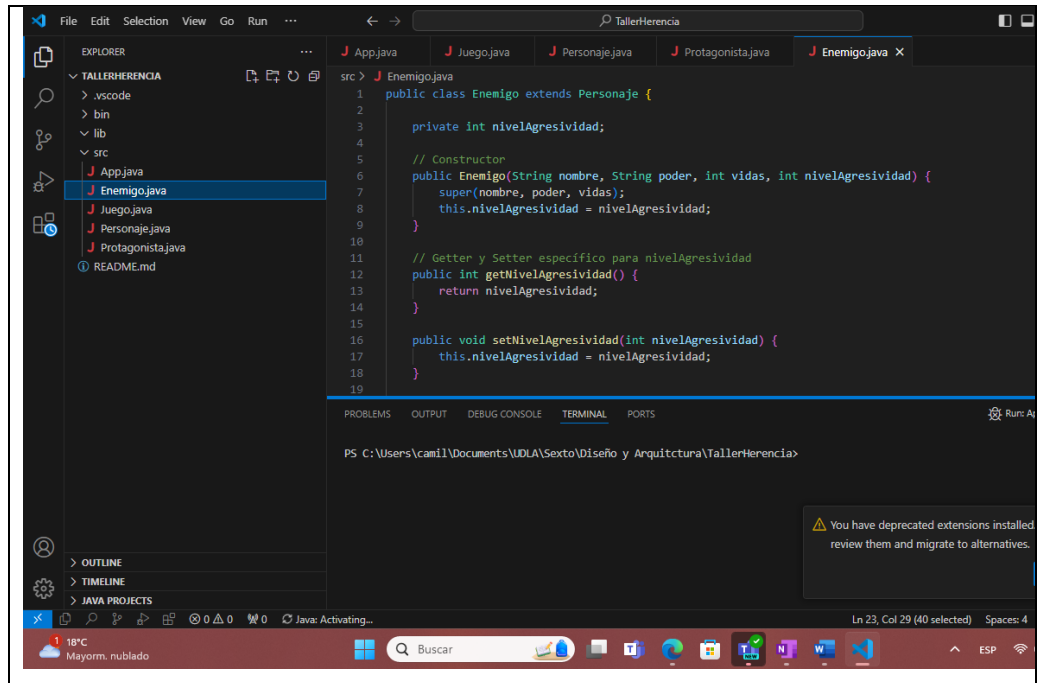 File Edit Selection View Go Run ... TallerHerencia
EXPLORER ...
App.java Juego.java Personaje.java Protagonista.java Enemigo.java
TALLERHERENCIA
.vscode
bin
lib
src
App.java
Enemigo.java
Juego.java
Personaje.java
Protagonista.java
README.md
OUTLINE
TIMELINE
JAVA PROJECTS
src > Enemigo.java
1 public class Enemigo extends Personaje {
2
3 private int nivelAgresividad;
4
5 // Constructor
6 public Enemigo(String nombre, String poder, int vidas, int nivelAgresividad) {
7 super(nombre, poder, vidas);
8 this.nivelAgresividad = nivelAgresividad;
9 }
10
11 // Getter y Setter específico para nivelAgresividad
12 public int getNivelAgresividad() {
13 return nivelAgresividad;
14 }
15
16 public void setNivelAgresividad(int nivelAgresividad) {
17 this.nivelAgresividad = nivelAgresividad;
18 }
19
PROBLEMS OUTPUT DEBUG CONSOLE TERMINAL PORTS Run:
PS C:\Users\camil\Documents\UDLA\Sexto\Diseño y Arquitctura\TallerHerencia>
You have deprecated extensions installed.
review them and migrate to alternatives.
0 0 0 Java: Activating... Ln 23, Col 29 (40 selected) Spaces: 4
1 18°C
Mayorm. nublado
Buscar
ESP